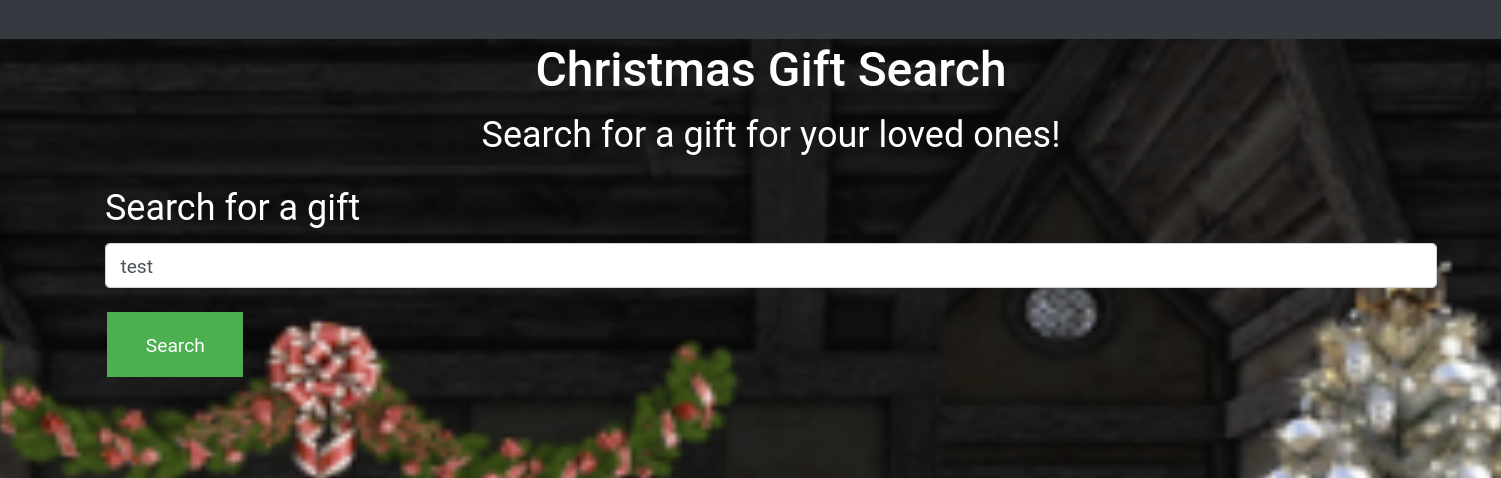 Christmas Gift Search
Search for a gift for your loved ones!
Search for a gift
test
Search